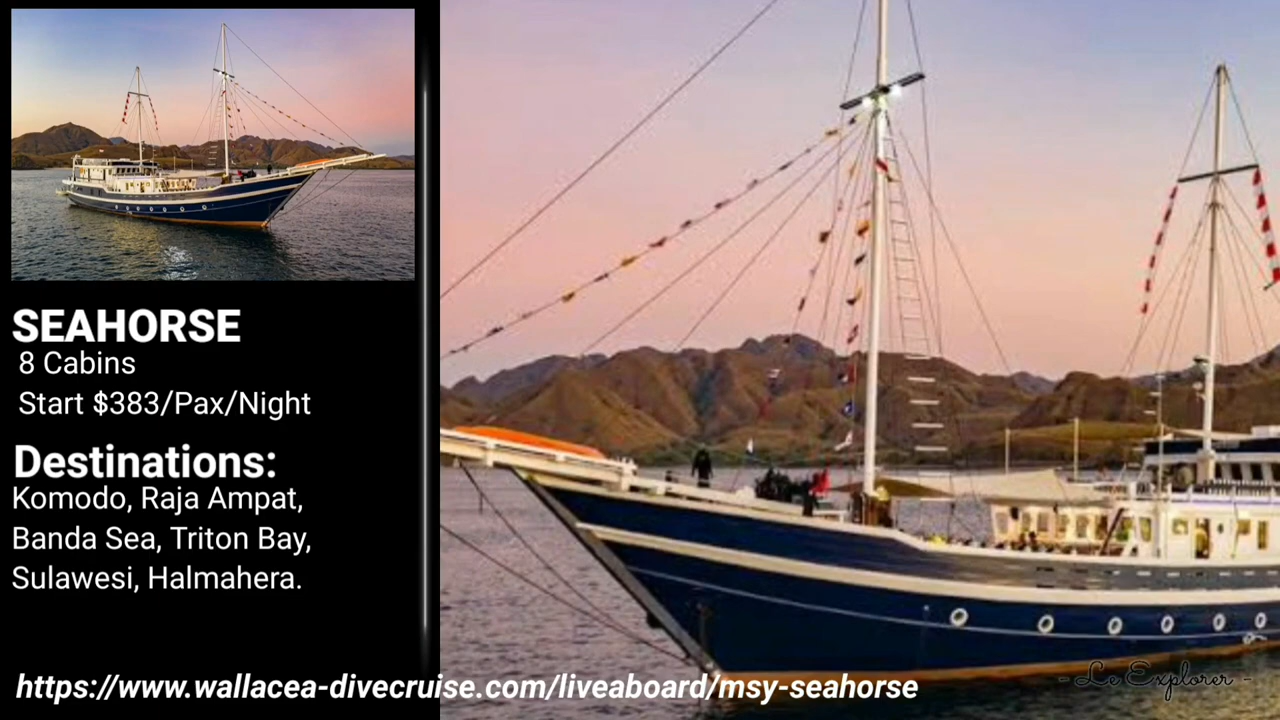 SEAHORSE
8 Cabins
Start $383/Pax/Night
Destinations:
Komodo, Raja Ampat,
Banda Sea, Triton Bay,
Sulawesi, Halmahera.
https://www.wallacea-divecruise.com/liveaboard/msy-seahorse
- Le Explorer -